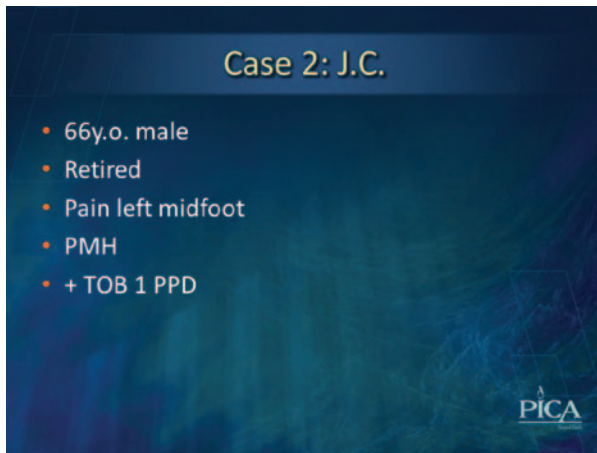 Case 2: J.C.
• 66y.o. male
• Retired
• Pain left midfoot
• PMH
• + TOB 1 PPD
PICA